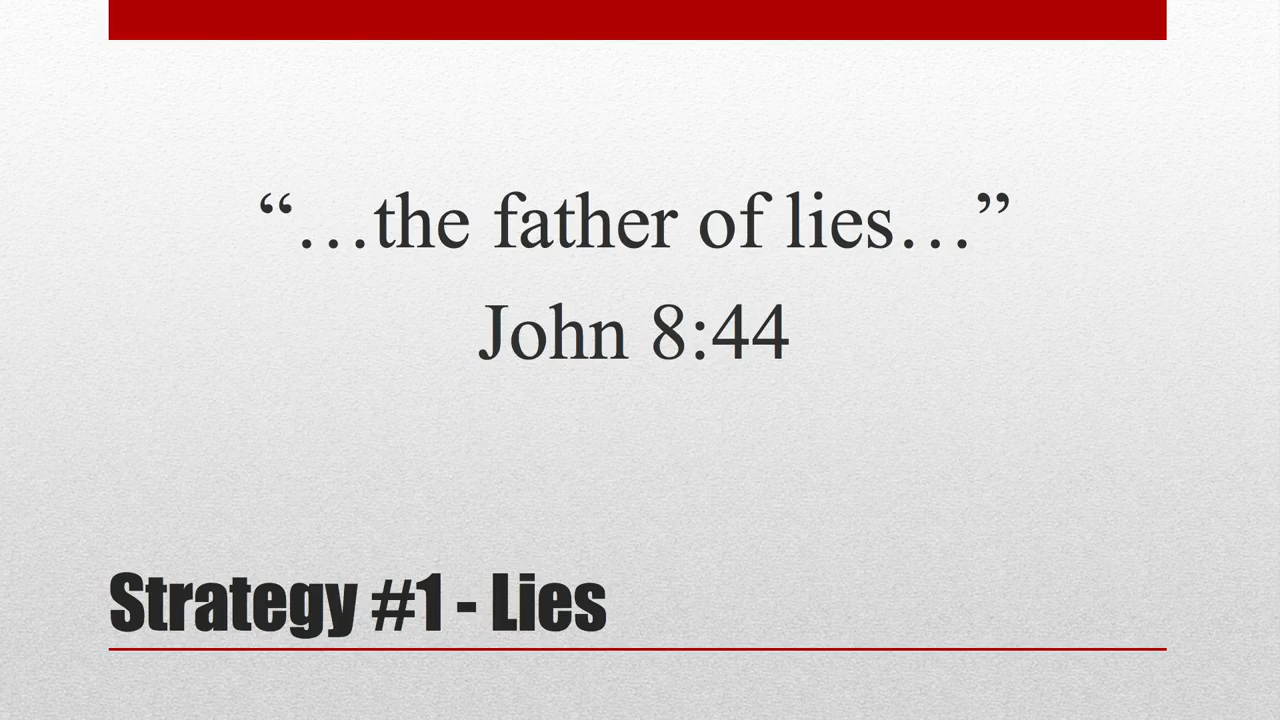 “…the father of lies…”
John 8:44
Strategy #1 - Lies